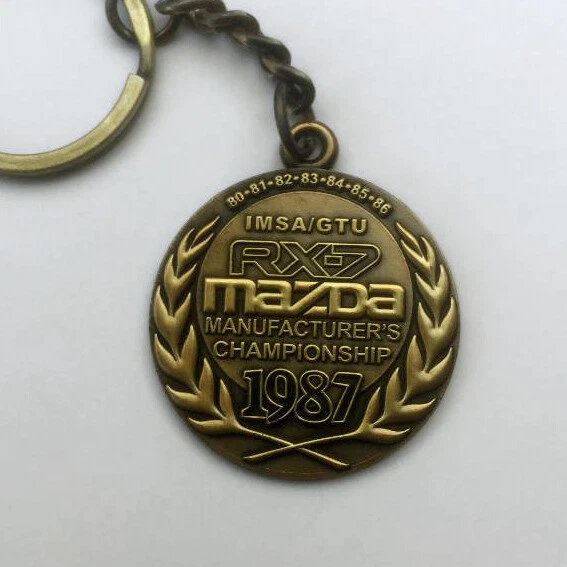 80•81•82•83•84•85•86
IMSA/GTU
RX-7
mazda
MANUFACTURER'S
CHAMPIONSHIP
1987